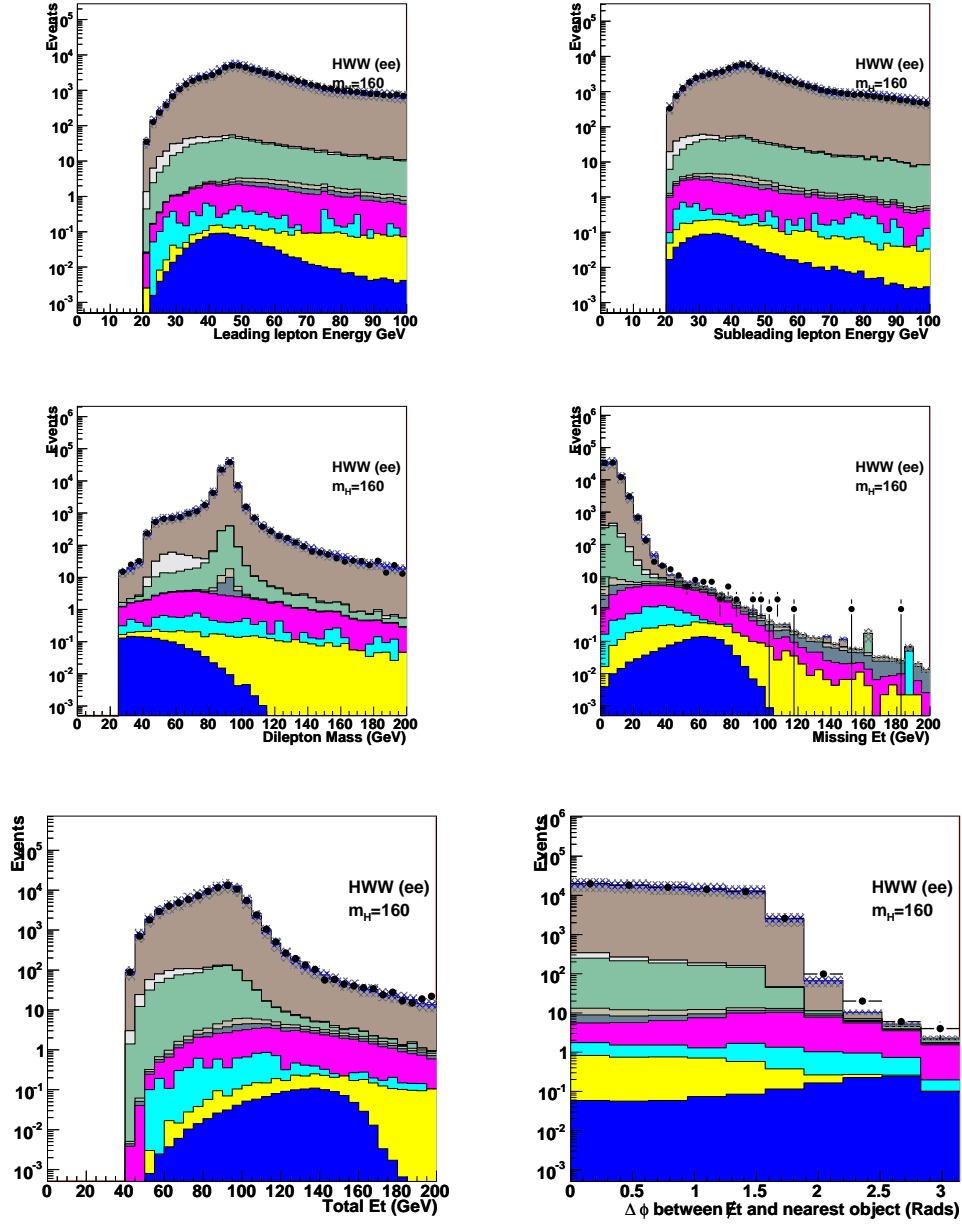 Events
10^5
10^4
10^3
10^2
10
1
10^-1
10^-2
10^-3
HWW (ee)
m_H=160
0 10 20 30 40 50 60 70 80 90 100
Leading lepton Energy GeV
Events
10^5
10^4
10^3
10^2
10
1
10^-1
10^-2
10^-3
HWW (ee)
m_H=160
0 10 20 30 40 50 60 70 80 90 100
Subleading lepton Energy GeV
Events
10^6
10^5
10^4
10^3
10^2
10
1
10^-1
10^-2
10^-3
HWW (ee)
m_H=160
0 20 40 60 80 100 120 140 160 180 200
Dilepton Mass (GeV)
Events
10^6
10^5
10^4
10^3
10^2
10
1
10^-1
10^-2
10^-3
HWW (ee)
m_H=160
0 20 40 60 80 100 120 140 160 180 200
Missing Et (GeV)
Events
10^5
10^4
10^3
10^2
10
1
10^-1
10^-2
10^-3
HWW (ee)
m_H=160
0 20 40 60 80 100 120 140 160 180 200
Total Et (GeV)
Events
10^6
10^5
10^4
10^3
10^2
10
1
10^-1
10^-2
10^-3
HWW (ee)
m_H=160
0 0.5 1 1.5 2 2.5 3
Δ ϕ between E̸t and nearest object (Rads)